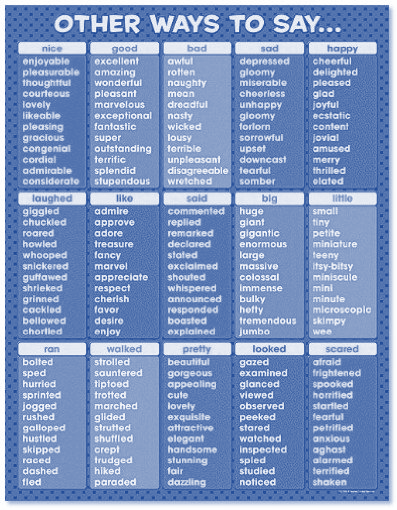 OTHER WAYS TO SAY...
nice
enjoyable
pleasurable
thoughtful
courteous
lovely
likeable
pleasing
gracious
congenial
cordial
admirable
considerate
good
excellent
amazing
wonderful
pleasant
marvelous
exceptional
fantastic
super
outstanding
terrific
splendid
stupendous
bad
awful
rotten
naughty
mean
dreadful
nasty
wicked
lousy
terrible
unpleasant
disagreeable
wretched
sad
depressed
gloomy
miserable
cheerless
unhappy
gloomy
forlorn
sorrowful
upset
downcast
tearful
somber
happy
cheerful
delighted
pleased
glad
joyful
ecstatic
content
jovial
amused
merry
thrilled
elated
laughed
giggled
chuckled
roared
howled
whooped
snickered
guffawed
shrieked
grinned
cackled
bellowed
chortled
like
admire
approve
adore
treasure
fancy
marvel
appreciate
respect
cherish
favor
desire
enjoy
said
commented
replied
remarked
declared
stated
exclaimed
shouted
whispered
announced
responded
boasted
explained
big
huge
giant
gigantic
enormous
large
massive
colossal
immense
bulky
hefty
tremendous
jumbo
little
small
tiny
petite
miniature
teeny
itsy-bitsy
miniscule
mini
minute
microscopic
skimpy
wee
ran
bolted
sped
hurried
sprinted
jogged
rushed
galloped
hustled
skipped
raced
dashed
fled
walked
strolled
sauntered
tiptoed
trotted
marched
glided
strutted
shuffled
crept
trudged
hiked
paraded
pretty
beautiful
gorgeous
appealing
cute
lovely
exquisite
attractive
elegant
handsome
stunning
fair
dazzling
looked
gazed
examined
glanced
viewed
observed
peeked
stared
watched
inspected
spied
studied
noticed
scared
afraid
frightened
spooked
horrified
startled
fearful
petrified
anxious
aghast
alarmed
terrified
shaken